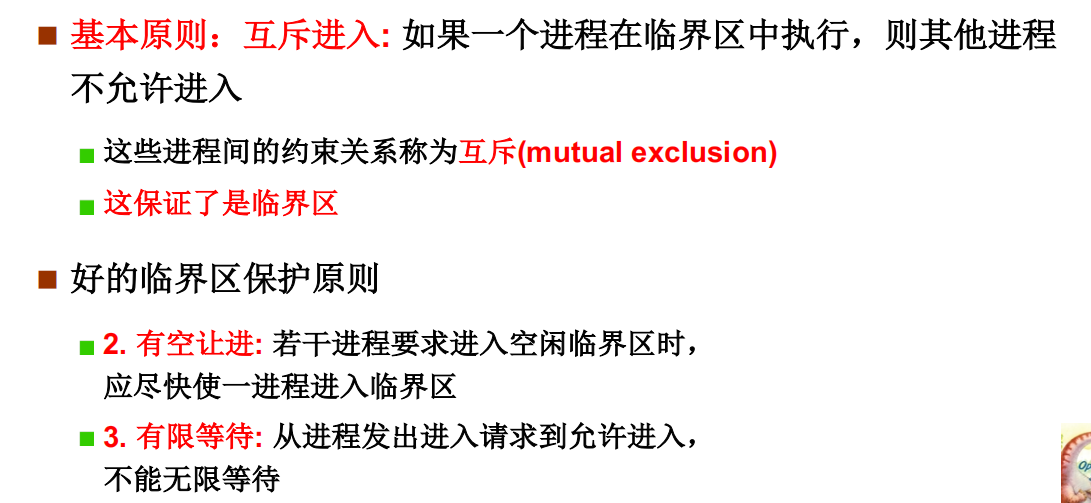 基本原则：互斥进入: 如果一个进程在临界区中执行，则其他进程
不允许进入
这些进程间的约束关系称为互斥(mutual exclusion)
这保证了是临界区
好的临界区保护原则
2. 有空让进: 若干进程要求进入空闲临界区时，
应尽快使一进程进入临界区
3. 有限等待: 从进程发出进入请求到允许进入，
不能无限等待